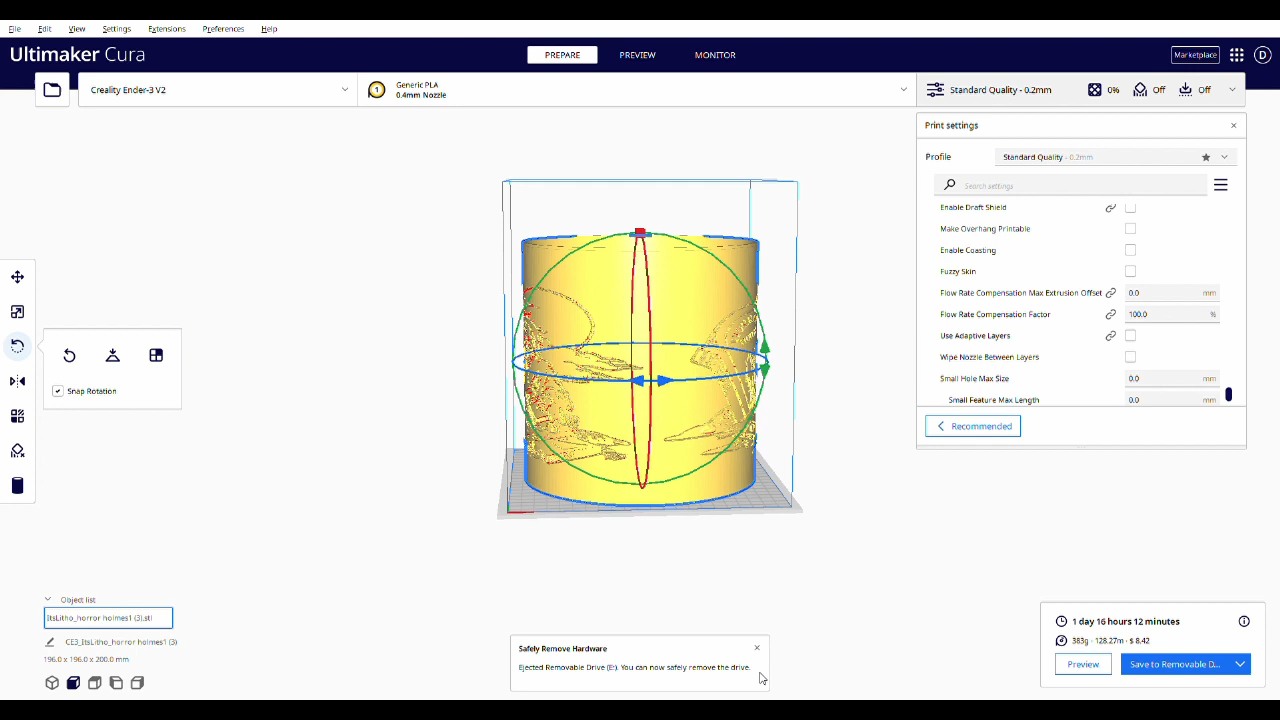 File Edit View Settings Extensions Preferences Help
Ultimaker Cura
PREPARE PREVIEW MONITOR
Marketplace D
Creality Ender-3 V2
1 Generic PLA
0.4mm Nozzle
Standard Quality - 0.2mm 0% Off Off
Print settings
Profile Standard Quality - 0.2mm
Search settings
Enable Draft Shield
Make Overhang Printable
Enable Coasting
Fuzzy Skin
Flow Rate Compensation Max Extrusion Offset 0.0 mm
Flow Rate Compensation Factor 100.0 %
Use Adaptive Layers
Wipe Nozzle Between Layers
Small Hole Max Size 0.0 mm
Small Feature Max Length 0.0 mm
Recommended
Snap Rotation
Object list
ItsLitho_horror holmes1 (3).stl
CE3_ItsLitho_horror holmes1 (3)
196.0 x 196.0 x 200.0 mm
Safely Remove Hardware
Ejected Removable Drive (E:). You can now safely remove the drive.
1 day 16 hours 12 minutes
383g · 128.27m · $ 8.42
Preview Save to Removable D...